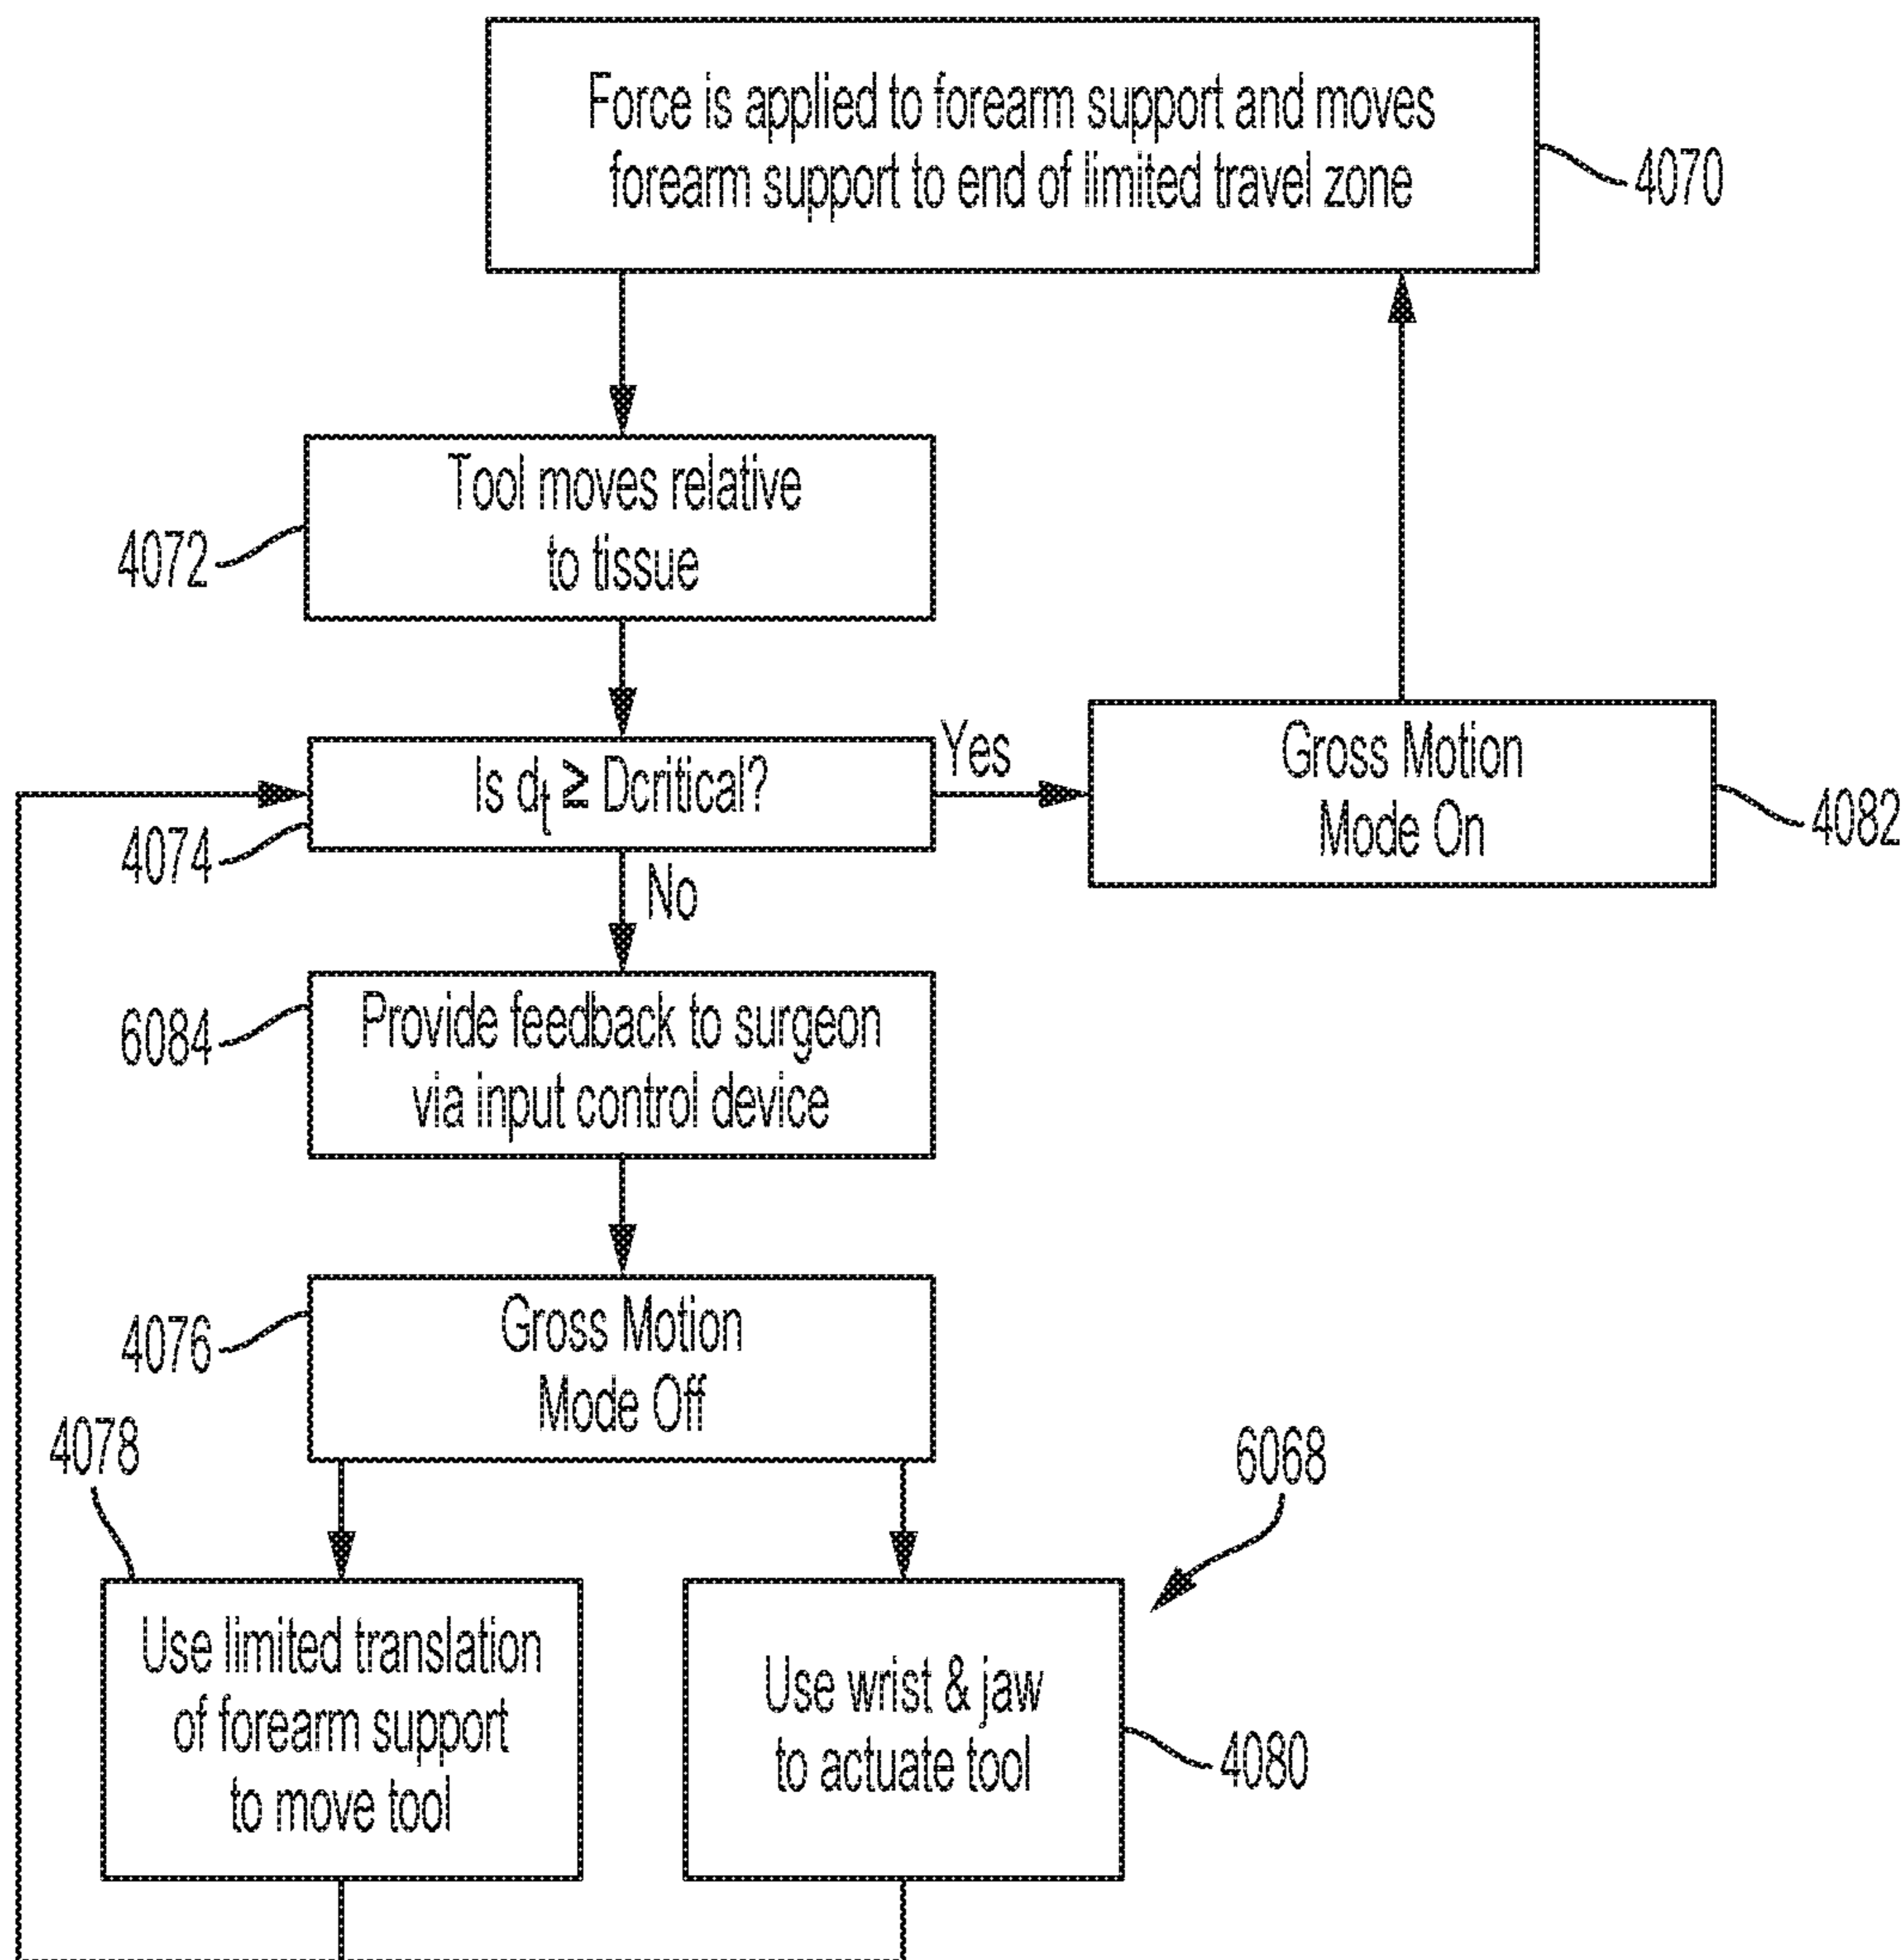 Force is applied to forearm support and moves
forearm support to end of limited travel zone
4070
Tool moves relative
to tissue
4072
Is dt ≥ Dcritical?
4074
Yes
Gross Motion
Mode On
4082
No
Provide feedback to surgeon
via input control device
6084
Gross Motion
Mode Off
4076
4078
6068
Use limited translation
of forearm support
to move tool
Use wrist & jaw
to actuate tool
4080